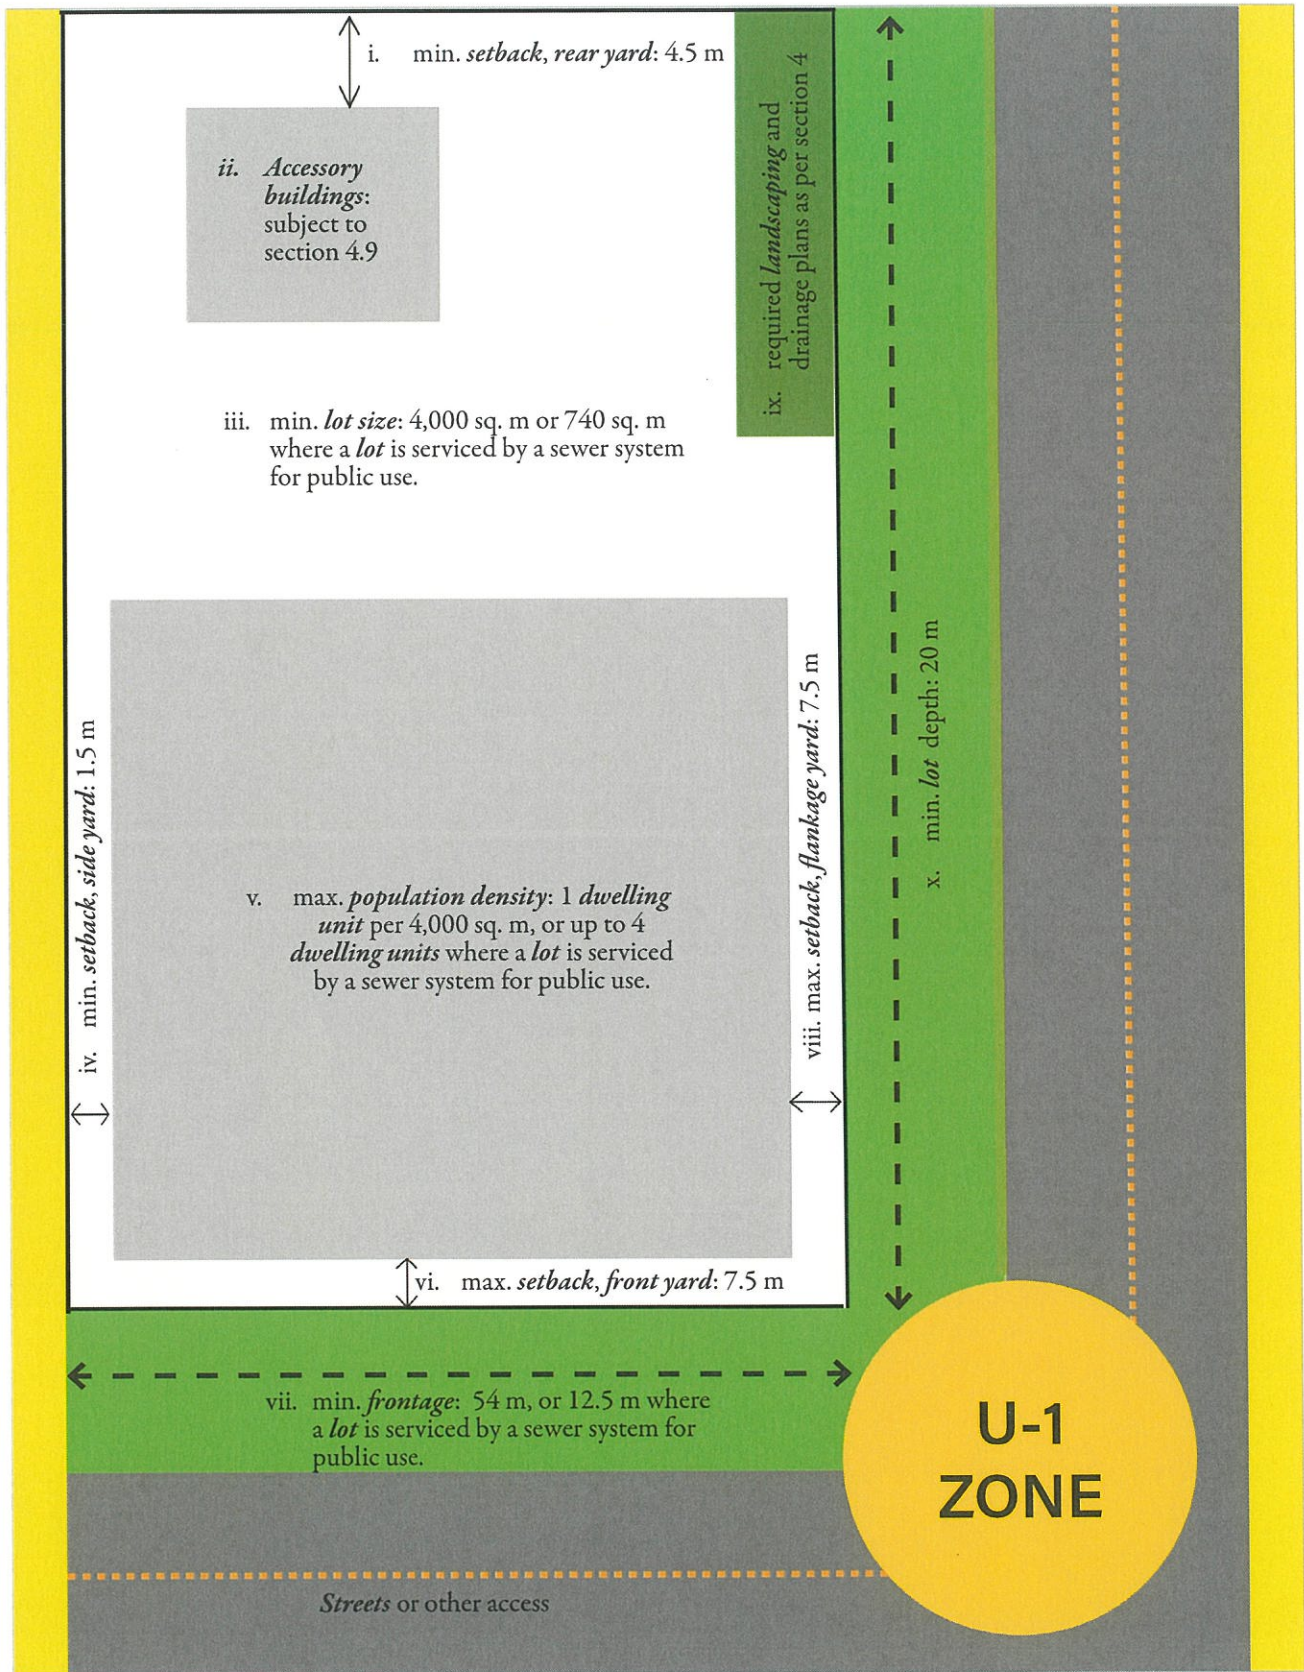 i. min. setback, rear yard: 4.5 m
ii. Accessory
buildings:
subject to
section 4.9
ix. required landscaping and
drainage plans as per section 4
iii. min. lot size: 4,000 sq. m or 740 sq. m
where a lot is serviced by a sewer system
for public use.
iv. min. setback, side yard: 1.5 m
v. max. population density: 1 dwelling
unit per 4,000 sq. m, or up to 4
dwelling units where a lot is serviced
by a sewer system for public use.
viii. max. setback, flankage yard: 7.5 m
x. min. lot depth: 20 m
vi. max. setback, front yard: 7.5 m
vii. min. frontage: 54 m, or 12.5 m where
a lot is serviced by a sewer system for
public use.
U-1
ZONE
Streets or other access